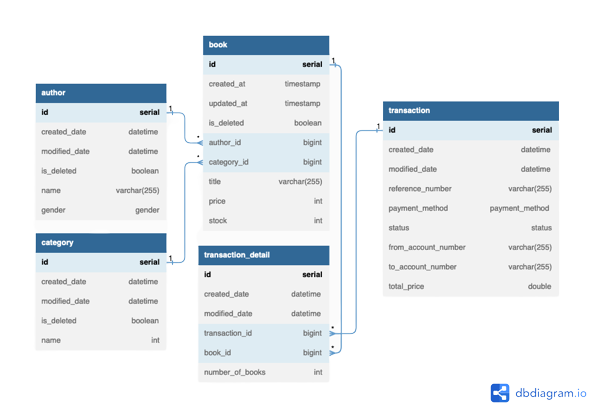 book
id serial
created_at timestamp
updated_at timestamp
is_deleted boolean
author_id bigint
category_id bigint
title varchar(255)
price int
stock int
author
id serial
created_date datetime
modified_date datetime
is_deleted boolean
name varchar(255)
gender gender
category
id serial
created_date datetime
modified_date datetime
is_deleted boolean
name int
transaction_detail
id serial
created_date datetime
modified_date datetime
transaction_id bigint
book_id bigint
number_of_books int
transaction
id serial
created_date datetime
modified_date datetime
reference_number varchar(255)
payment_method payment_method
status status
from_account_number varchar(255)
to_account_number varchar(255)
total_price double
1
1
1
1
*
*
*
*
dbdiagram.io